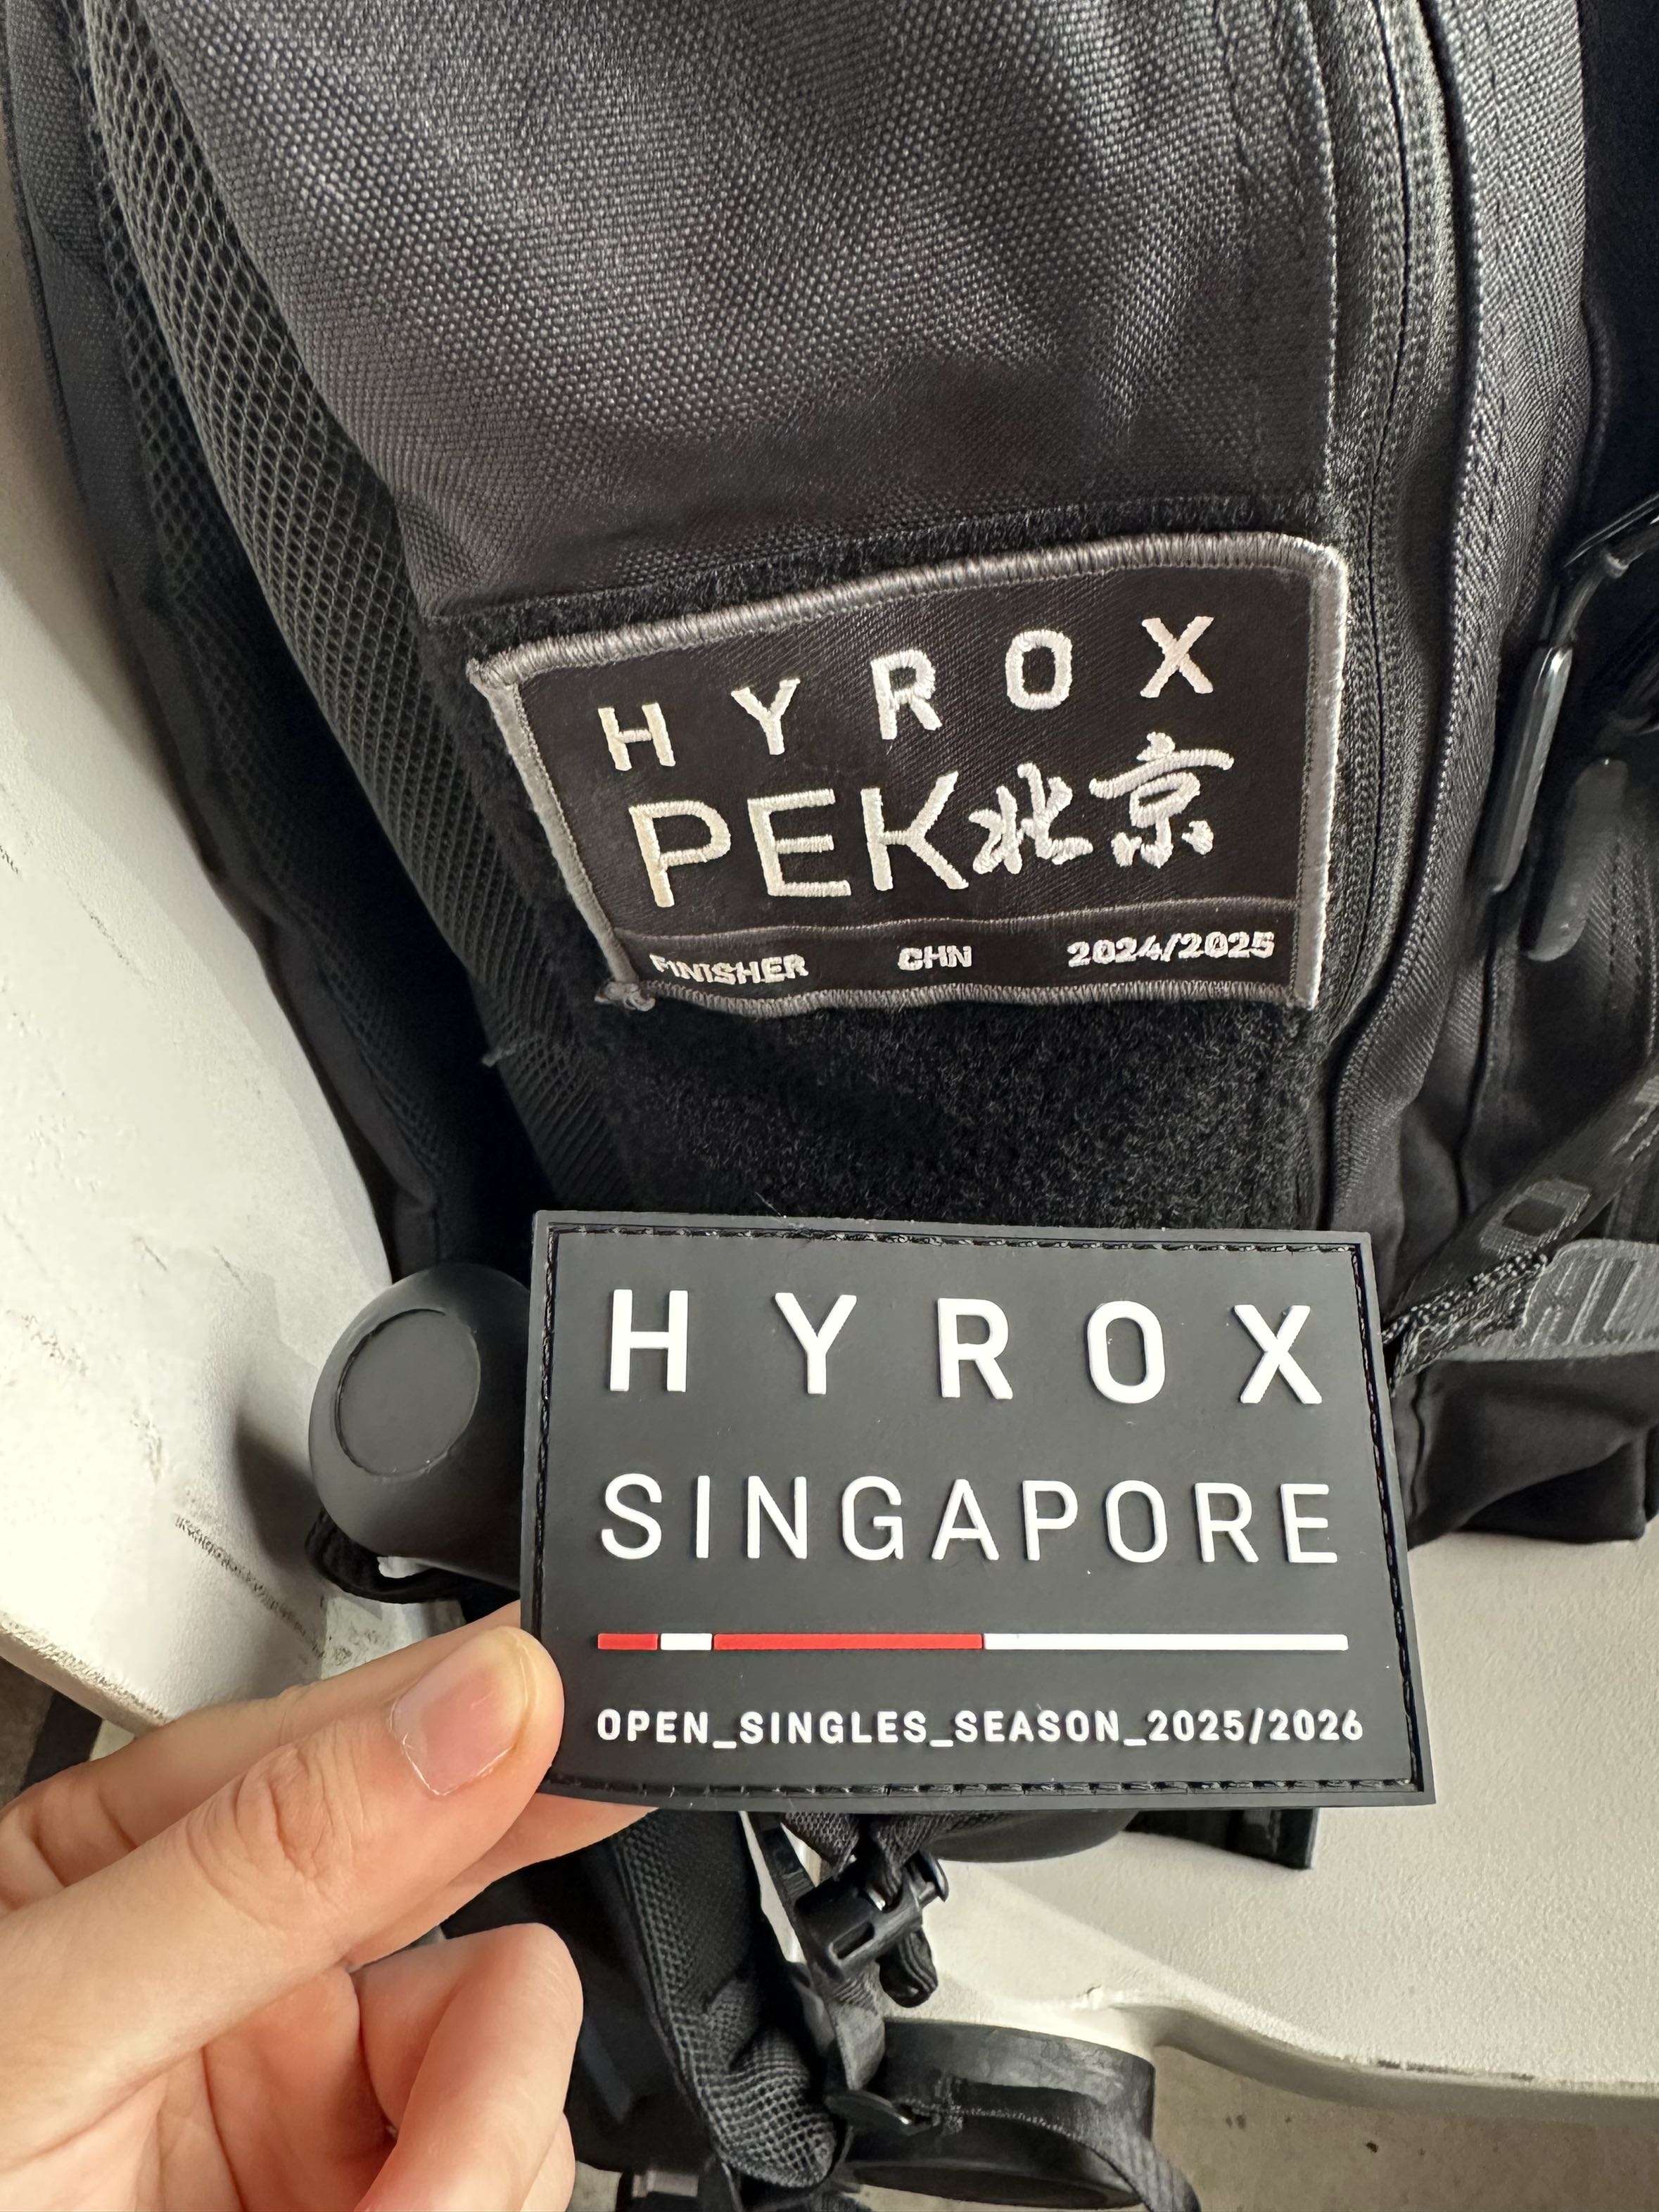 HYROX
PEK北京
FINISHER CHN 2024/2025
HYROX
SINGAPORE
OPEN_SINGLES_SEASON_2025/2026